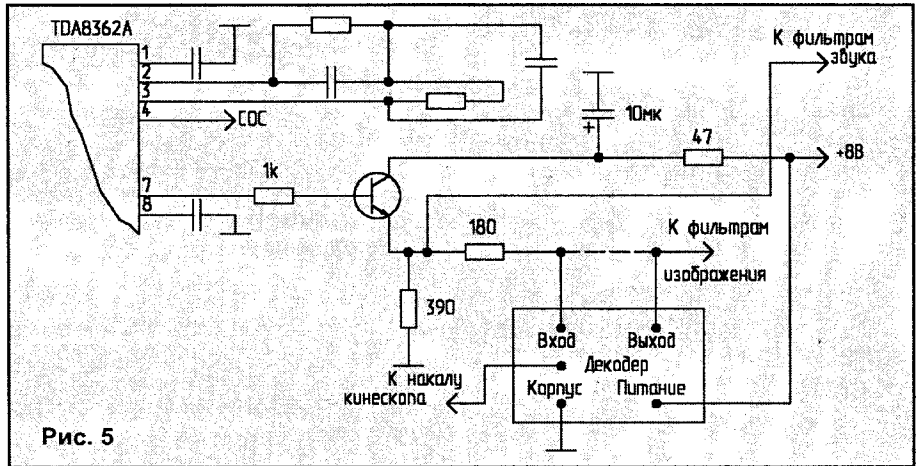 TDA8362A
1
2
3
4
СОС
7
8
1k
К фильтрам
звука
10мк
+
47
+8В
180
К фильтрам
изображения
390
Вход
Выход
Декодер
Корпус
Питание
К накалу
кинескопа
Рис. 5